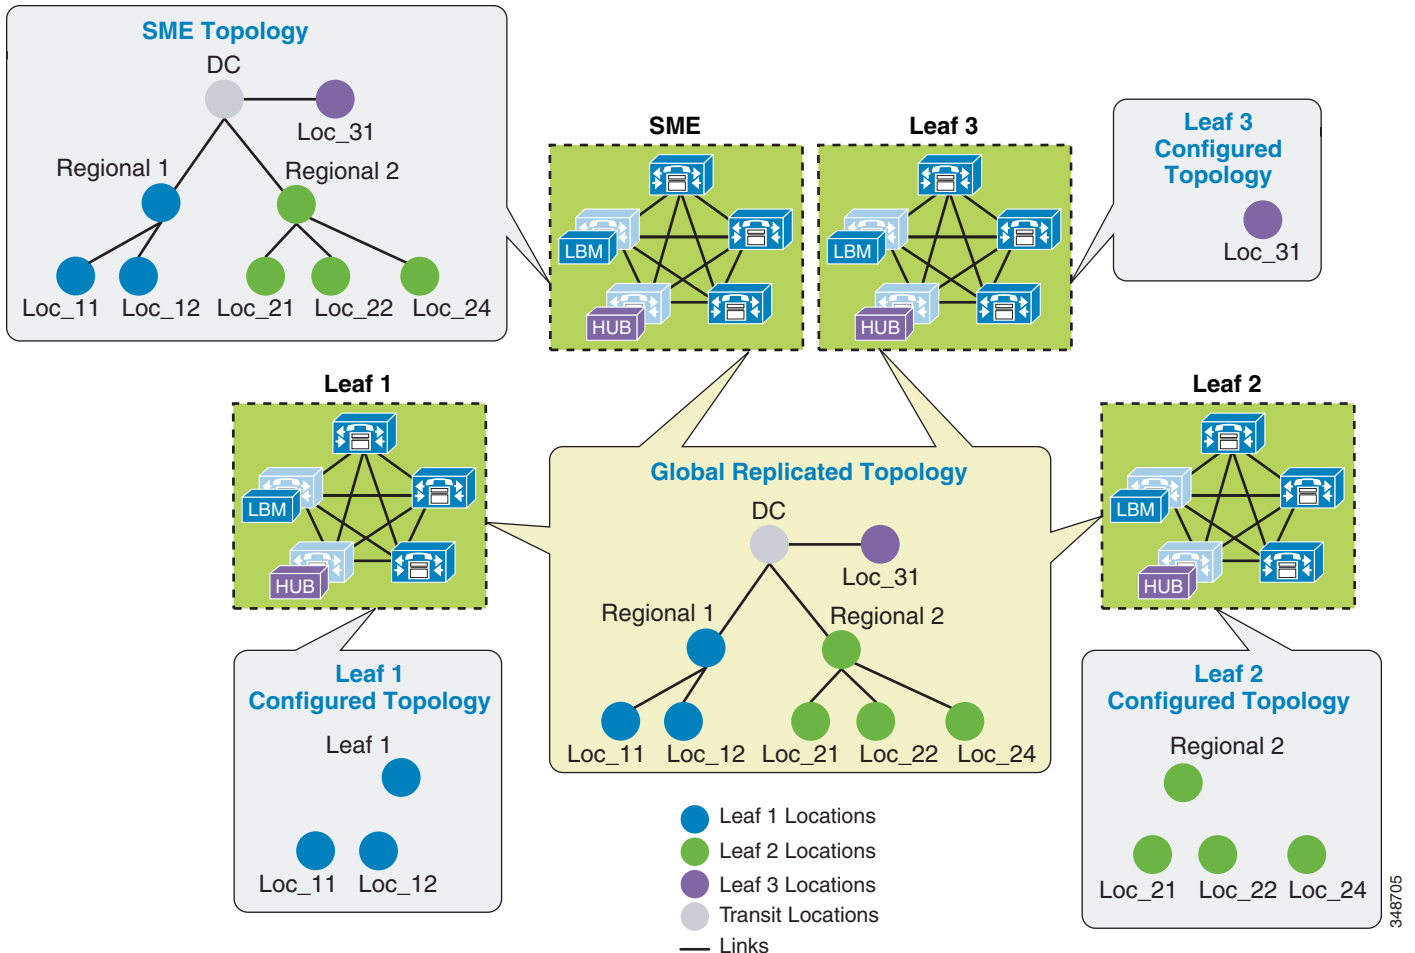 SME Topology
DC
Loc_31
Regional 1
Regional 2
Loc_11
Loc_12
Loc_21
Loc_22
Loc_24
SME
LBM
HUB
Leaf 3
LBM
HUB
Leaf 3
Configured
Topology
Loc_31
Leaf 1
LBM
HUB
Global Replicated Topology
DC
Loc_31
Regional 1
Regional 2
Loc_11
Loc_12
Loc_21
Loc_22
Loc_24
Leaf 2
LBM
HUB
Leaf 1
Configured Topology
Leaf 1
Loc_11
Loc_12
Leaf 2
Configured Topology
Regional 2
Loc_21
Loc_22
Loc_24
Leaf 1 Locations
Leaf 2 Locations
Leaf 3 Locations
Transit Locations
Links
348705